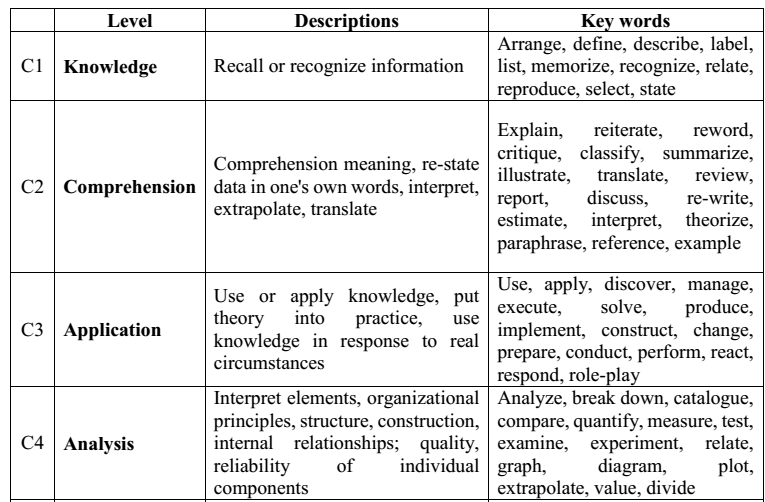 Level Descriptions Key words
C1 Knowledge Recall or recognize information
Arrange, define, describe, label,
list, memorize, recognize, relate,
reproduce, select, state
C2 Comprehension
Comprehension meaning, re-state
data in one's own words, interpret,
extrapolate, translate
Explain, reiterate, reword,
critique, classify, summarize,
illustrate, translate, review,
report, discuss, re-write,
estimate, interpret, theorize,
paraphrase, reference, example
C3 Application
Use or apply knowledge, put
theory into practice, use
knowledge in response to real
circumstances
Use, apply, discover, manage,
execute, solve, produce,
implement, construct, change,
prepare, conduct, perform, react,
respond, role-play
C4 Analysis
Interpret elements, organizational
principles, structure, construction,
internal relationships; quality,
reliability of individual
components
Analyze, break down, catalogue,
compare, quantify, measure, test,
examine, experiment, relate,
graph, diagram, plot,
extrapolate, value, divide